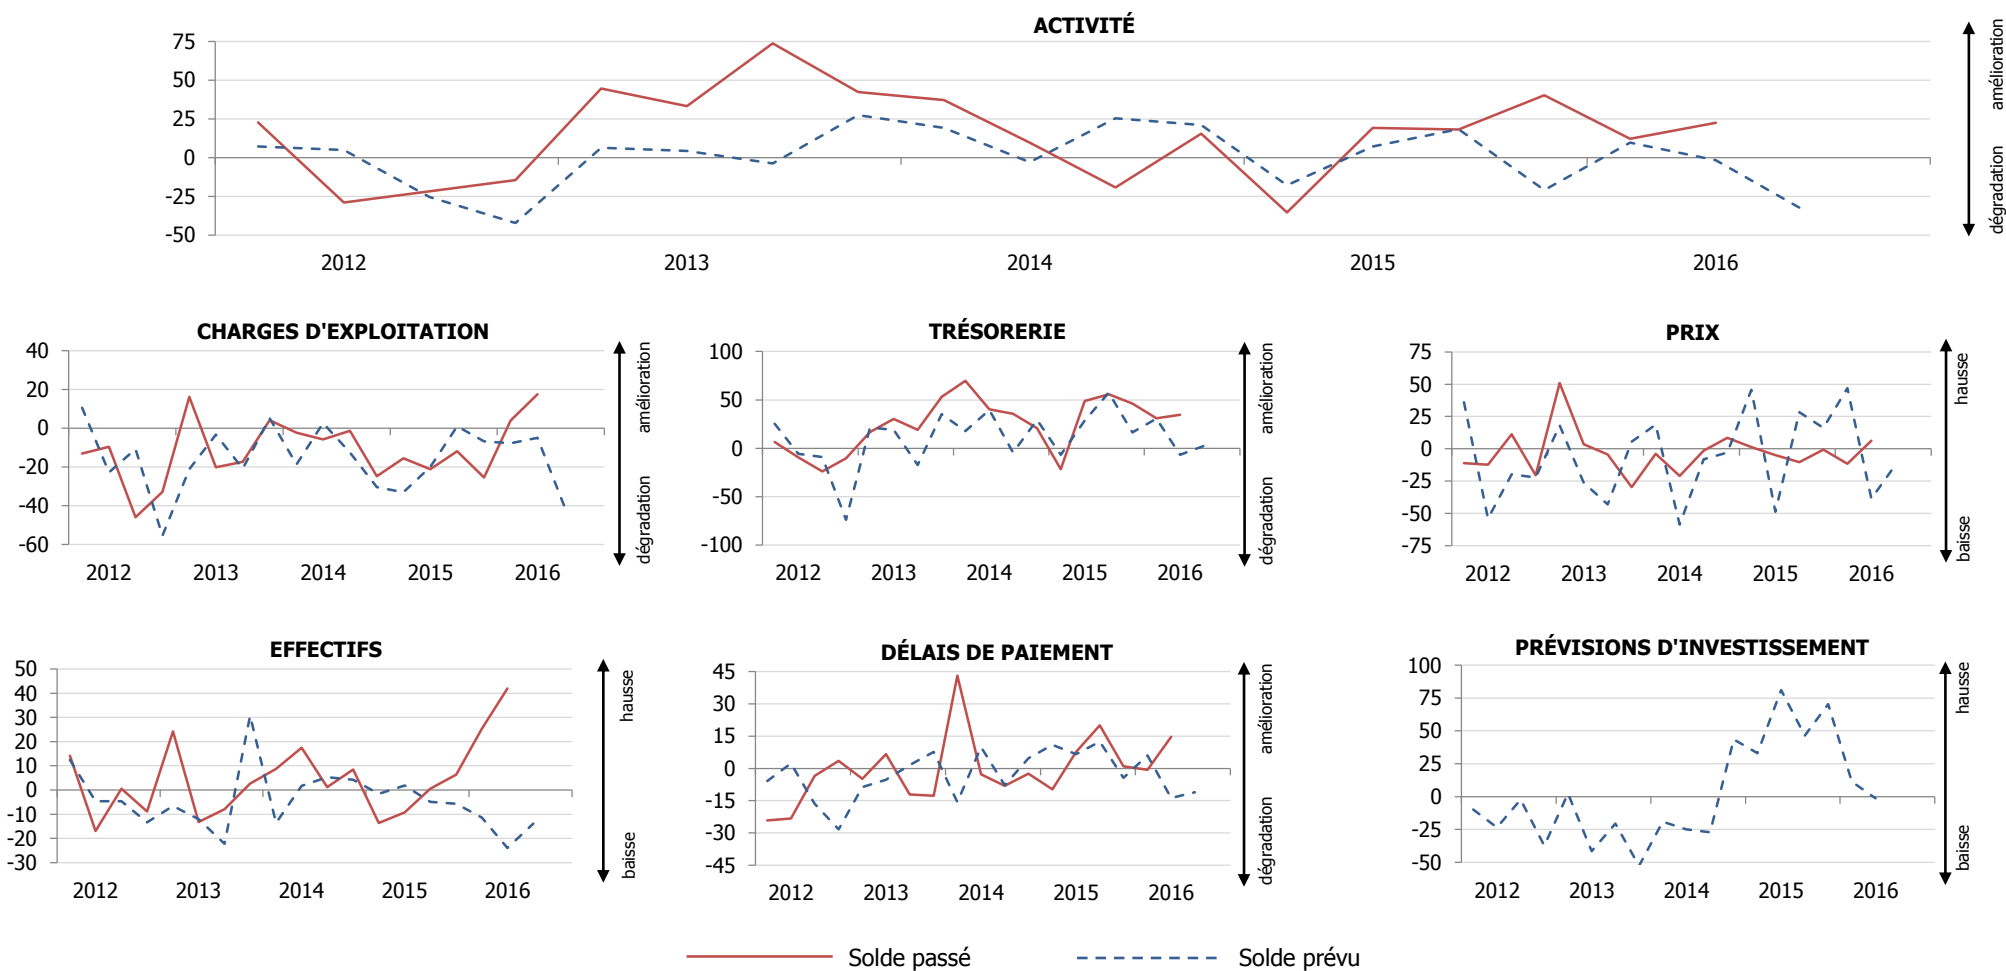 ACTIVITÉ
75
50
25
0
-25
-50
2012 2013 2014 2015 2016
amélioration
dégradation
CHARGES D'EXPLOITATION
40
20
0
-20
-40
-60
2012 2013 2014 2015 2016
amélioration
dégradation
TRÉSORERIE
100
50
0
-50
-100
2012 2013 2014 2015 2016
amélioration
dégradation
PRIX
75
50
25
0
-25
-50
-75
2012 2013 2014 2015 2016
hausse
baisse
EFFECTIFS
50
40
30
20
10
0
-10
-20
-30
2012 2013 2014 2015 2016
hausse
baisse
DÉLAIS DE PAIEMENT
45
30
15
0
-15
-30
-45
2012 2013 2014 2015 2016
amélioration
dégradation
PRÉVISIONS D'INVESTISSEMENT
100
75
50
25
0
-25
-50
2012 2013 2014 2015 2016
hausse
baisse
Solde passé Solde prévu